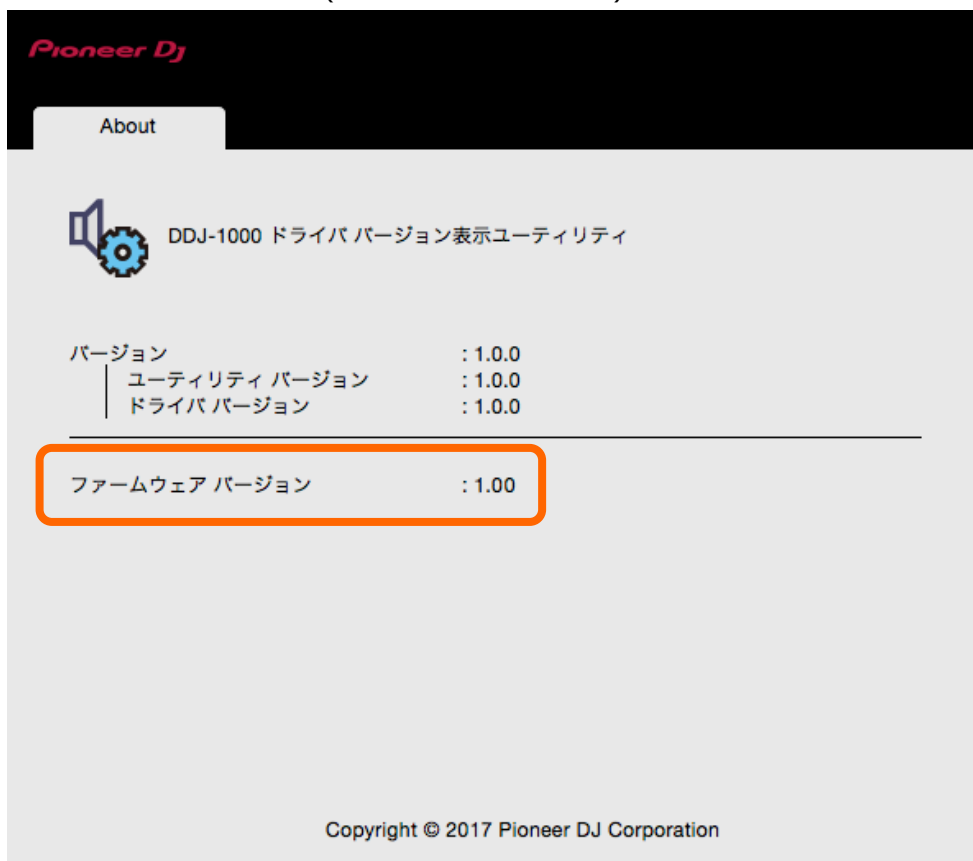 Pioneer Dj
About
DDJ-1000 ドライバ バージョン表示ユーティリティ
バージョン : 1.0.0
ユーティリティ バージョン : 1.0.0
ドライバ バージョン : 1.0.0
ファームウェア バージョン : 1.00
Copyright © 2017 Pioneer DJ Corporation